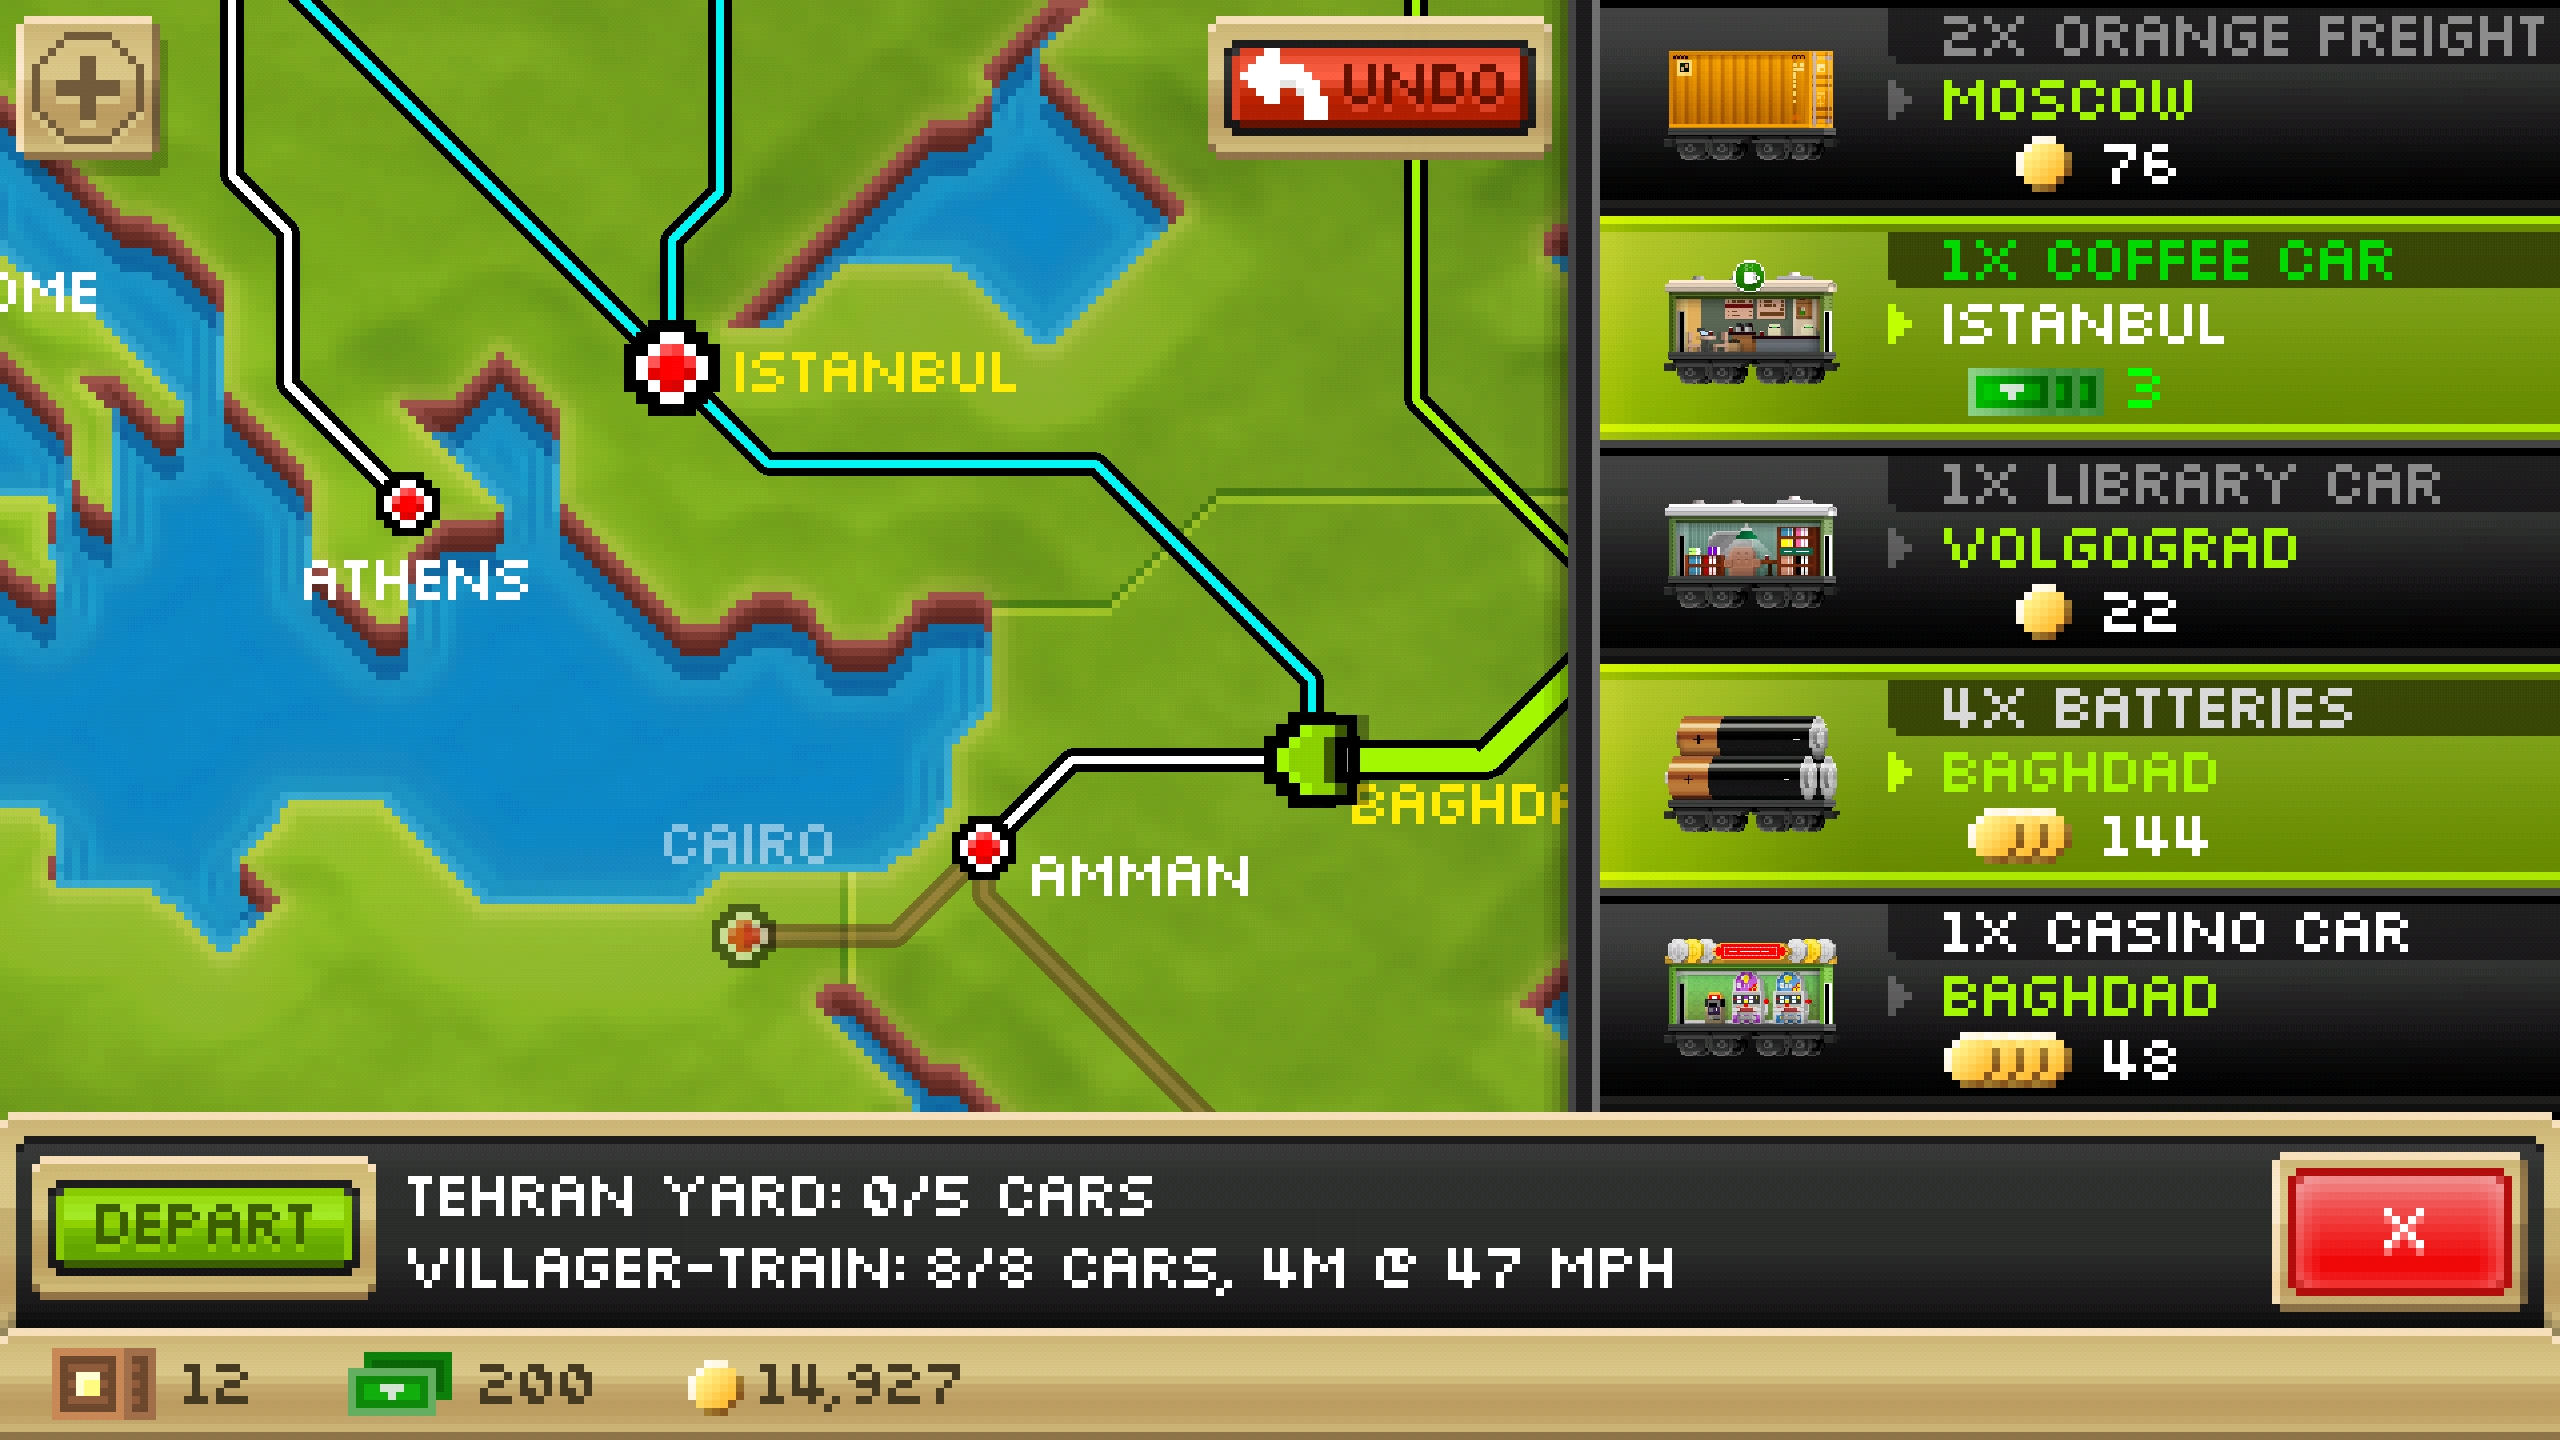 UNDO
OME
ISTANBUL
ATHENS
CAIRO
AMMAN
BAGHDA
2X ORANGE FREIGHT
MOSCOW
76
1X COFFEE CAR
ISTANBUL
3
1X LIBRARY CAR
VOLGOGRAD
22
4X BATTERIES
BAGHDAD
144
1X CASINO CAR
BAGHDAD
48
DEPART
TEHRAN YARD: 0/5 CARS
VILLAGER-TRAIN: 8/8 CARS, 4M @ 47 MPH
X
12
200
14,927